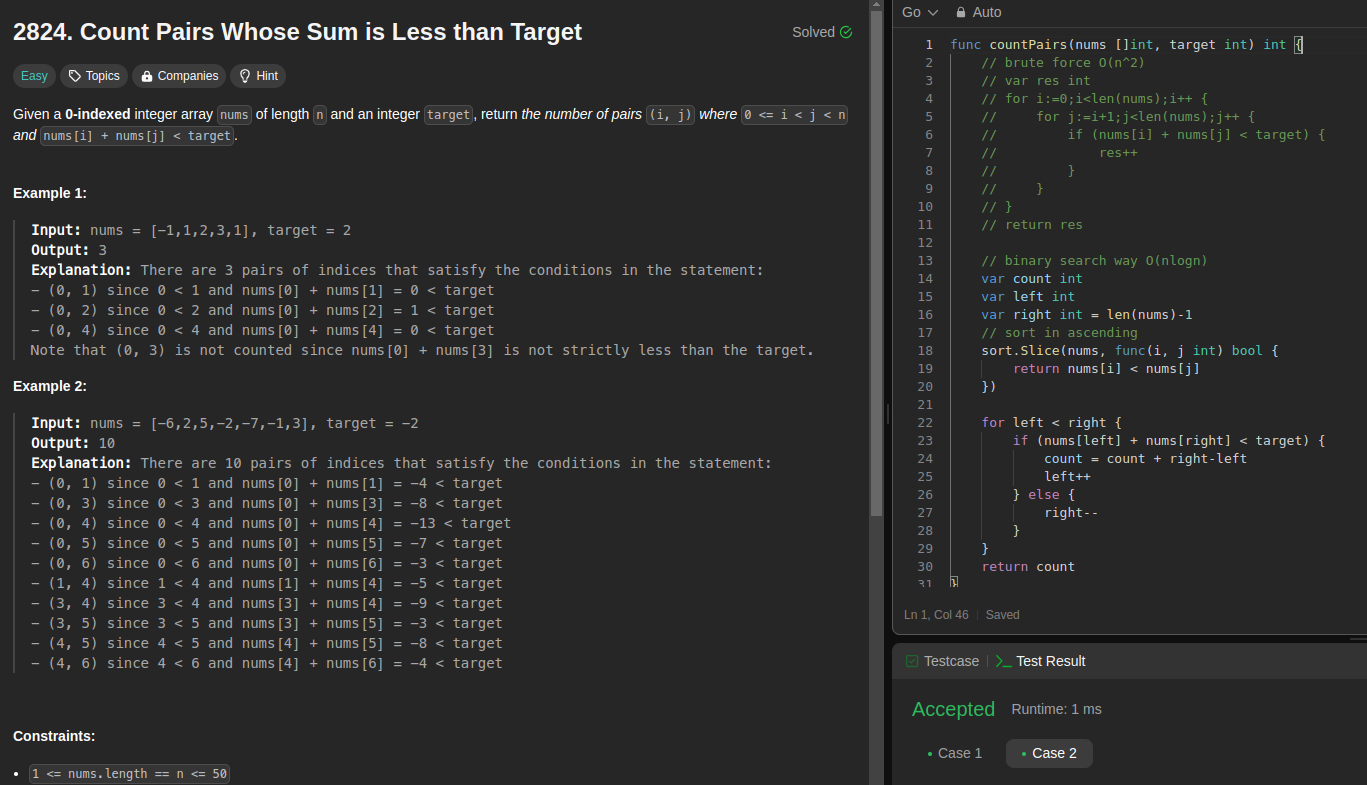 2824. Count Pairs Whose Sum is Less than Target
Solved
Easy
Topics
Companies
Hint
Given a 0-indexed integer array nums of length n and an integer target, return the number of pairs (i, j) where 0 <= i < j < n
and nums[i] + nums[j] < target.
Example 1:
Input: nums = [-1,1,2,3,1], target = 2
Output: 3
Explanation: There are 3 pairs of indices that satisfy the conditions in the statement:
- (0, 1) since 0 < 1 and nums[0] + nums[1] = 0 < target
- (0, 2) since 0 < 2 and nums[0] + nums[2] = 1 < target
- (0, 4) since 0 < 4 and nums[0] + nums[4] = 0 < target
Note that (0, 3) is not counted since nums[0] + nums[3] is not strictly less than the target.
Example 2:
Input: nums = [-6,2,5,-2,-7,-1,3], target = -2
Output: 10
Explanation: There are 10 pairs of indices that satisfy the conditions in the statement:
- (0, 1) since 0 < 1 and nums[0] + nums[1] = -4 < target
- (0, 3) since 0 < 3 and nums[0] + nums[3] = -8 < target
- (0, 4) since 0 < 4 and nums[0] + nums[4] = -13 < target
- (0, 5) since 0 < 5 and nums[0] + nums[5] = -7 < target
- (0, 6) since 0 < 6 and nums[0] + nums[6] = -3 < target
- (1, 4) since 1 < 4 and nums[1] + nums[4] = -5 < target
- (3, 4) since 3 < 4 and nums[3] + nums[4] = -9 < target
- (3, 5) since 3 < 5 and nums[3] + nums[5] = -3 < target
- (4, 5) since 4 < 5 and nums[4] + nums[5] = -8 < target
- (4, 6) since 4 < 6 and nums[4] + nums[6] = -4 < target
Constraints:
• 1 <= nums.length == n <= 50
Go
Auto
1 func countPairs(nums []int, target int) int {
2     // brute force O(n^2)
3     // var res int
4     // for i:=0;i<len(nums);i++ {
5     //     for j:=i+1;j<len(nums);j++ {
6     //         if (nums[i] + nums[j] < target) {
7     //             res++
8     //         }
9     //     }
10     // }
11     // return res
12
13     // binary search way O(nlogn)
14     var count int
15     var left int
16     var right int = len(nums)-1
17     // sort in ascending
18     sort.Slice(nums, func(i, j int) bool {
19         return nums[i] < nums[j]
20     })
21
22     for left < right {
23         if (nums[left] + nums[right] < target) {
24             count = count + right-left
25             left++
26         } else {
27             right--
28         }
29     }
30     return count
31 }
Ln 1, Col 46
Saved
Testcase
Test Result
Accepted
Runtime: 1 ms
• Case 1
• Case 2